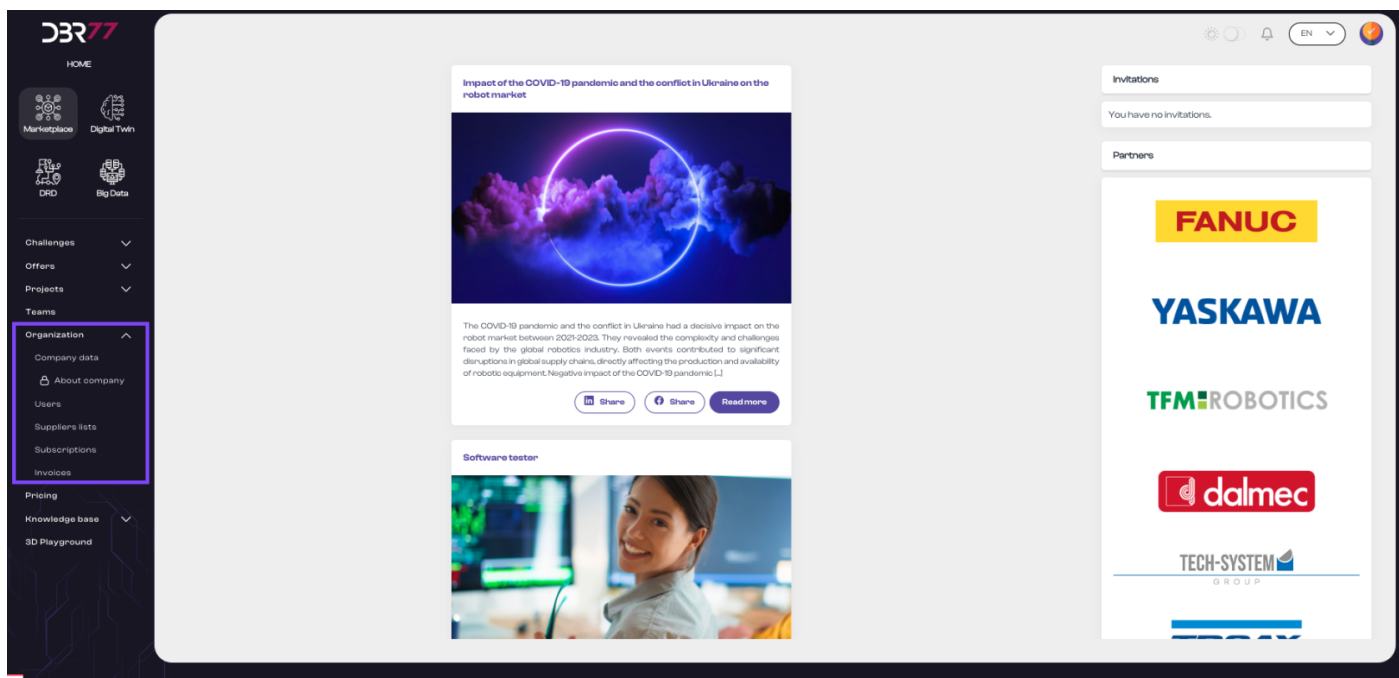 DBR77
HOME
Marketplace
Digital Twin
DRD
Big Data
Challenges
Offers
Projects
Teams
Organization
Company data
About company
Users
Suppliers lists
Subscriptions
Invoices
Pricing
Knowledge base
3D Playground
EN
Impact of the COVID-19 pandemic and the conflict in Ukraine on the
robot market
The COVID-19 pandemic and the conflict in Ukraine had a decisive impact on the
robot market between 2021-2023. They revealed the complexity and challenges
faced by the global robotics industry. Both events contributed to significant
disruptions in global supply chains, directly affecting the production and availability
of robotic equipment. Negative impact of the COVID-19 pandemic [...]
Share
Share
Read more
Software tester
Invitations
You have no invitations.
Partners
FANUC
YASKAWA
TFM ROBOTICS
dalmec
TECH-SYSTEM
GROUP